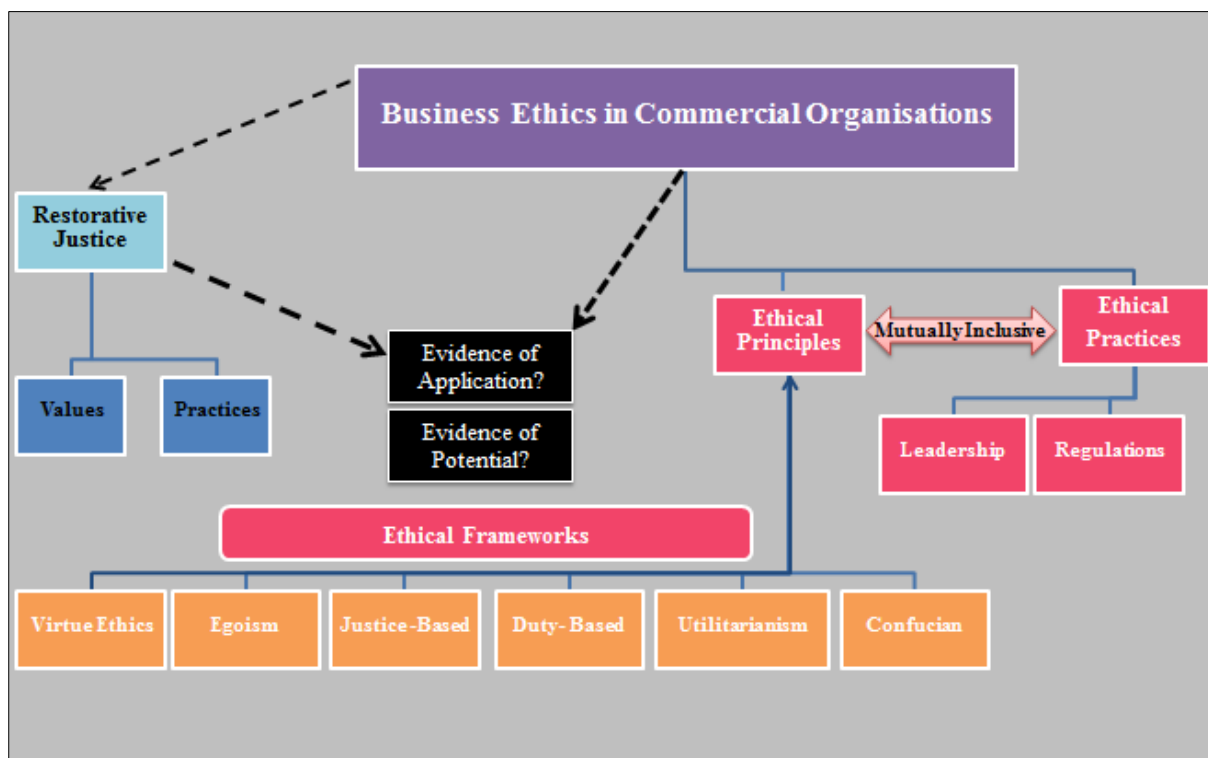 Business Ethics in Commercial Organisations
Restorative
Justice
Values
Practices
Evidence of
Application?
Evidence of
Potential?
Ethical
Principles
Mutually Inclusive
Ethical
Practices
Leadership
Regulations
Ethical Frameworks
Virtue Ethics
Egoism
Justice-Based
Duty-Based
Utilitarianism
Confucian